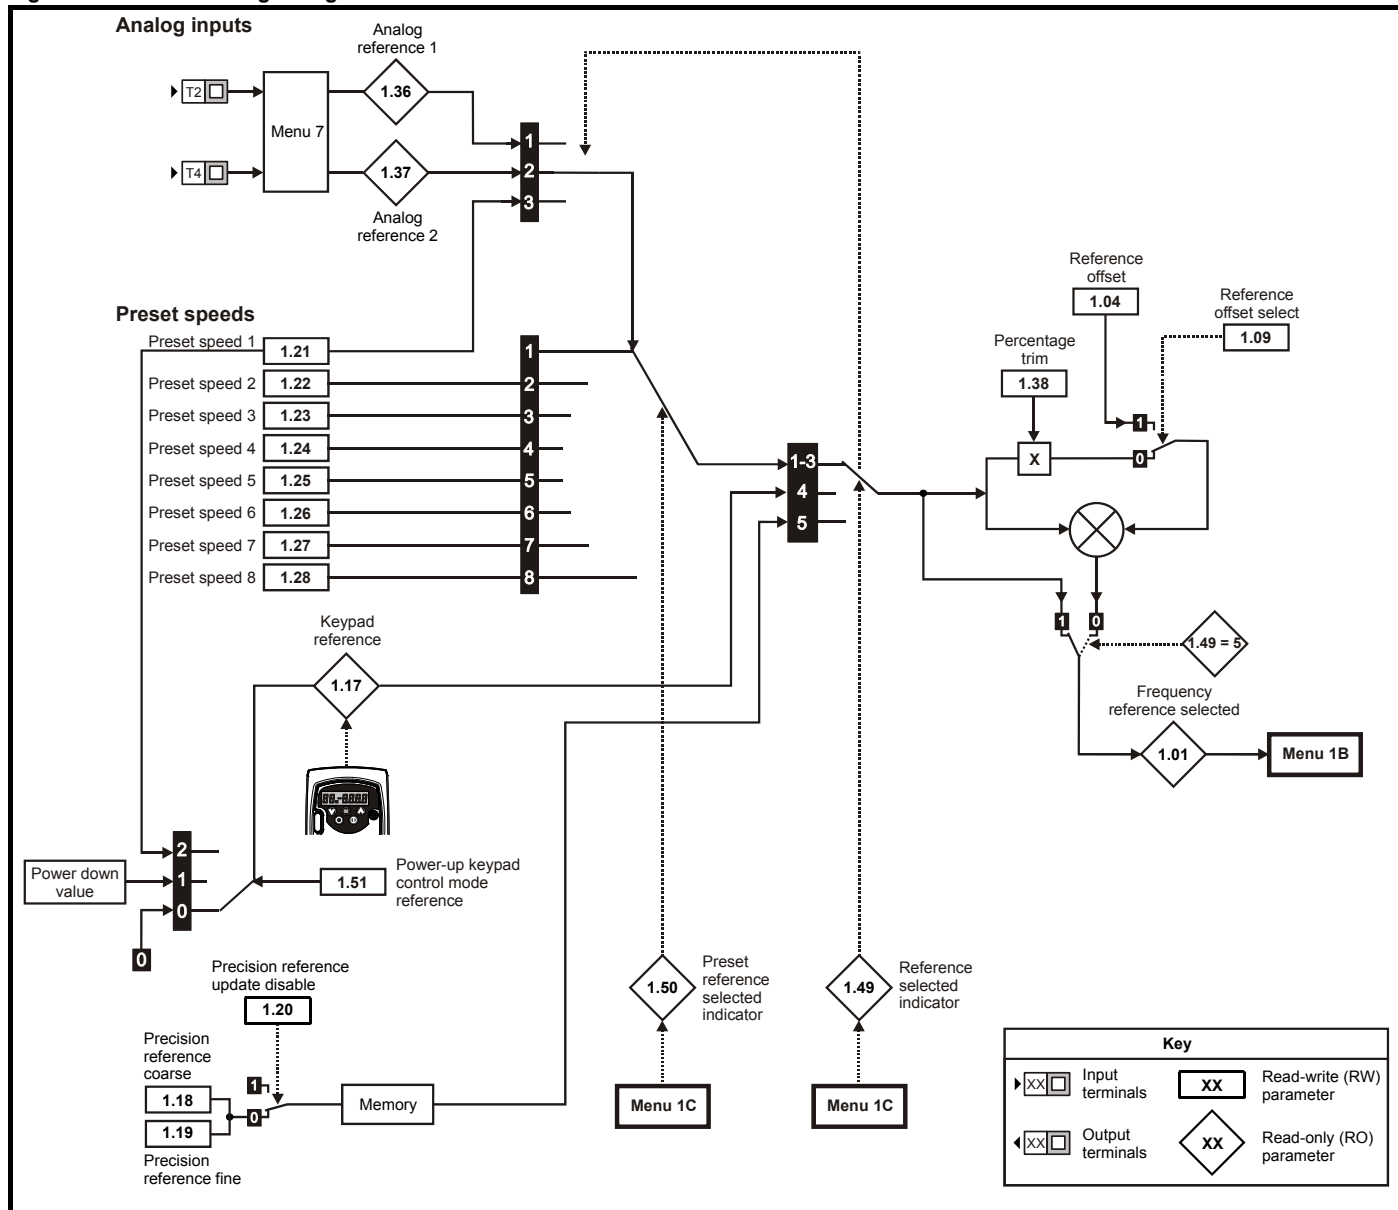 Analog inputs
Analog
reference 1
T2
1.36
Menu 7
T4
1.37
Analog
reference 2
1
2
3
Preset speeds
Preset speed 1
1.21
Preset speed 2
1.22
Preset speed 3
1.23
Preset speed 4
1.24
Preset speed 5
1.25
Preset speed 6
1.26
Preset speed 7
1.27
Preset speed 8
1.28
1
2
3
4
5
6
7
8
1-3
4
5
Reference
offset
1.04
Reference
offset select
1.09
Percentage
trim
1.38
X
1
0
1
0
1.49 = 5
Frequency
reference selected
1.01
Menu 1B
Keypad
reference
1.17
2
1
0
Power down
value
0
1.51
Power-up keypad
control mode
reference
Precision reference
update disable
1.20
Precision
reference
coarse
1.18
1.19
Precision
reference fine
1
0
Memory
1.50
Preset
reference
selected
indicator
Menu 1C
1.49
Reference
selected
indicator
Menu 1C
Key
XX
Input
terminals
XX
Read-write (RW)
parameter
XX
Output
terminals
XX
Read-only (RO)
parameter